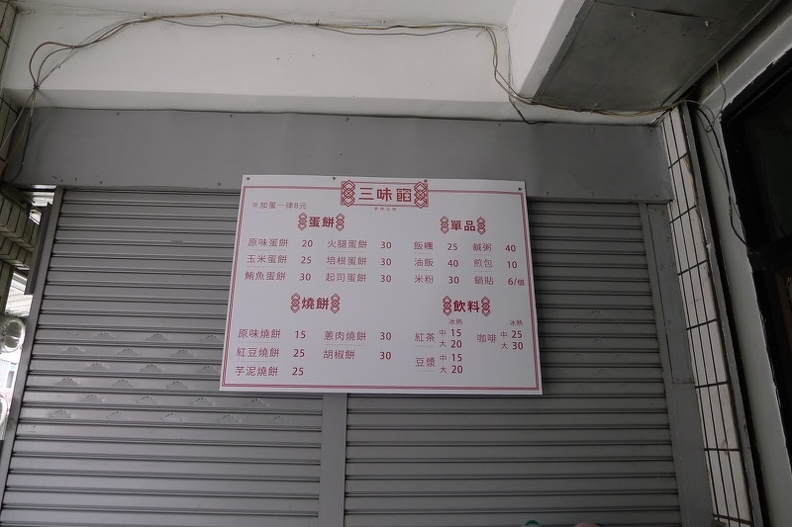 三味餡
※加蛋一律8元
蛋餅
原味蛋餅 20 火腿蛋餅 30
玉米蛋餅 25 培根蛋餅 30
鮪魚蛋餅 30 起司蛋餅 30
單品
飯糰 25 鹹粥 40
油飯 40 煎包 10
米粉 30 鍋貼 6/個
燒餅
原味燒餅 15 蔥肉燒餅 30
紅豆燒餅 25 胡椒餅 30
芋泥燒餅 25
飲料
冰熱 冰熱
紅茶 中 15 大 20 咖啡 中 25 大 30
豆漿 中 15 大 20